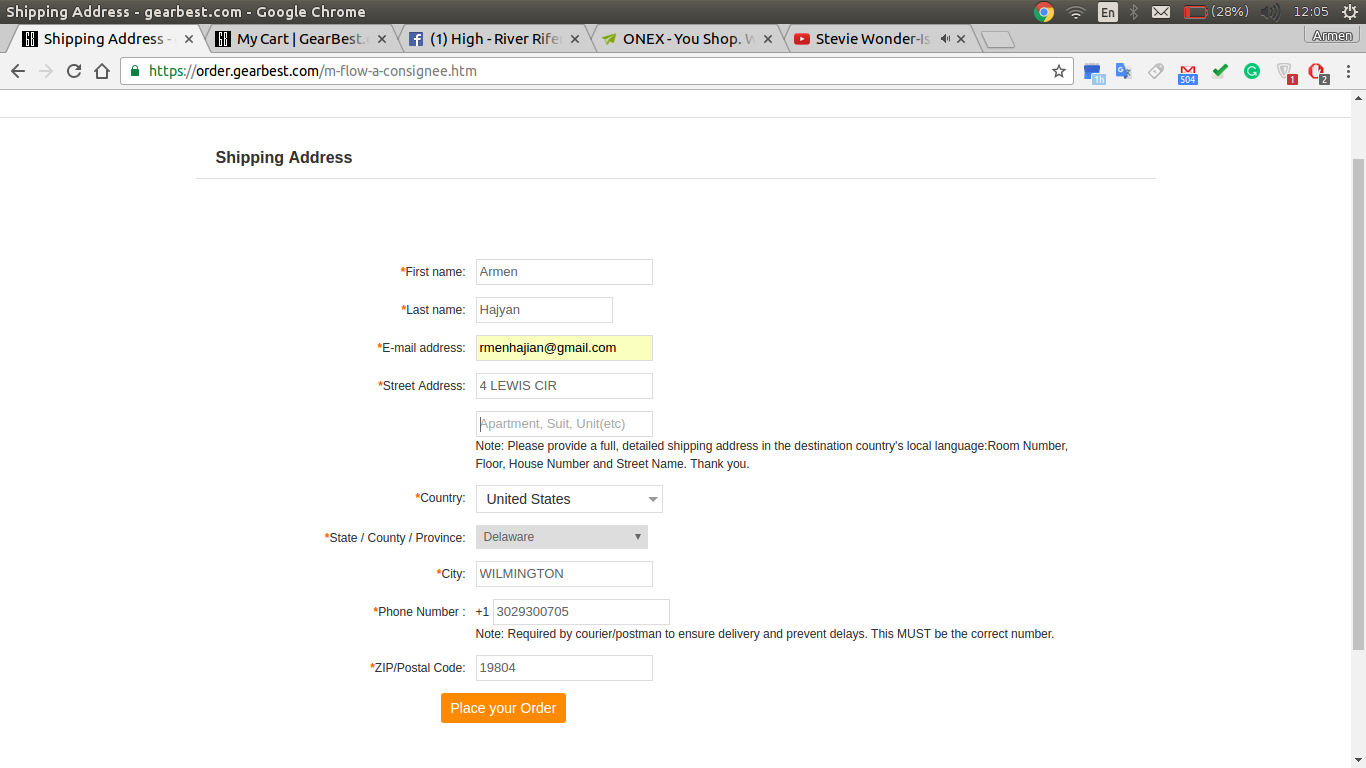 Shipping Address - gearbest.com - Google Chrome
En
(28%)
12:05
Shipping Address -
My Cart | GearBest.
(1) High - River Rife
ONEX - You Shop. W
Stevie Wonder-Is
Armen
https://order.gearbest.com/m-flow-a-consignee.htm
1h
504
1
2
Shipping Address
*First name: Armen
*Last name: Hajyan
*E-mail address: rmenhajian@gmail.com
*Street Address: 4 LEWIS CIR
Apartment, Suit, Unit(etc)
Note: Please provide a full, detailed shipping address in the destination country's local language:Room Number,
Floor, House Number and Street Name. Thank you.
*Country: United States
*State / County / Province: Delaware
*City: WILMINGTON
*Phone Number : +1 3029300705
Note: Required by courier/postman to ensure delivery and prevent delays. This MUST be the correct number.
*ZIP/Postal Code: 19804
Place your Order